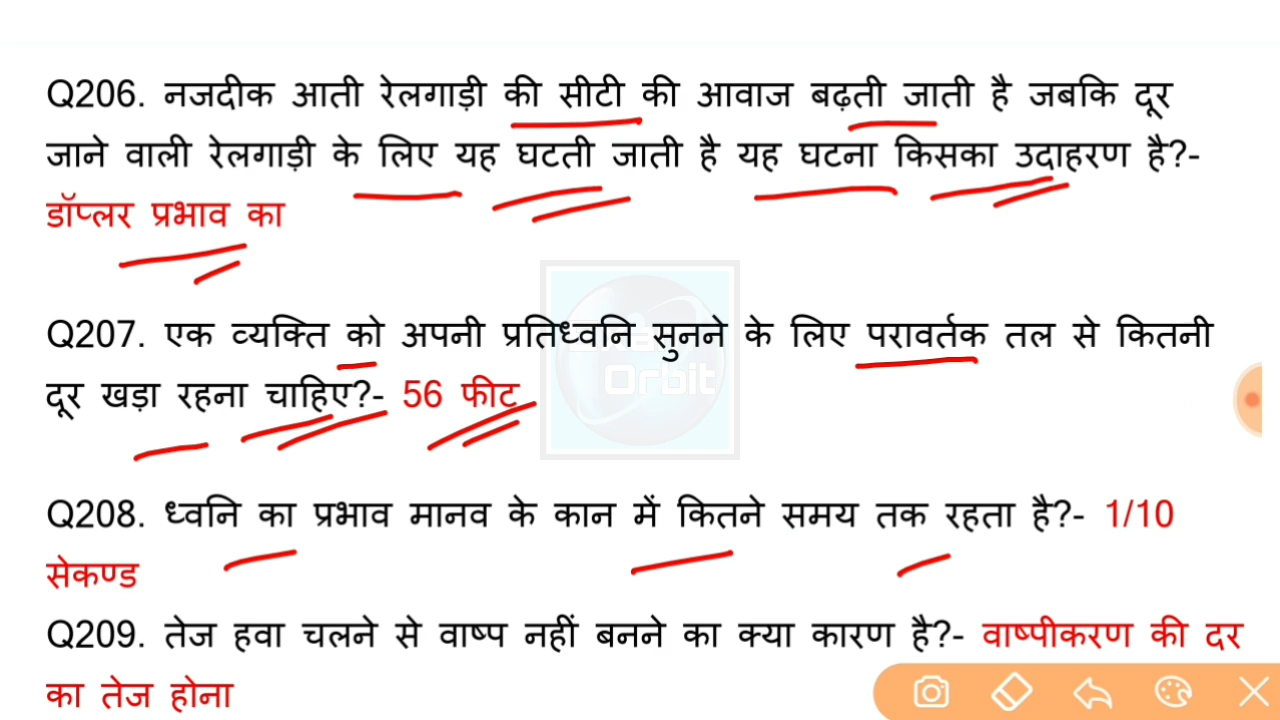 Q206. नजदीक आती रेलगाड़ी की सीटी की आवाज बढ़ती जाती है जबकि दूर
जाने वाली रेलगाड़ी के लिए यह घटती जाती है यह घटना किसका उदाहरण है?-
डॉप्लर प्रभाव का
Q207. एक व्यक्ति को अपनी प्रतिध्वनि सुनने के लिए परावर्तक तल से कितनी
दूर खड़ा रहना चाहिए?- 56 फीट
Orbit
Q208. ध्वनि का प्रभाव मानव के कान में कितने समय तक रहता है?- 1/10
सेकण्ड
Q209. तेज हवा चलने से वाष्प नहीं बनने का क्या कारण है?- वाष्पीकरण की दर
का तेज होना